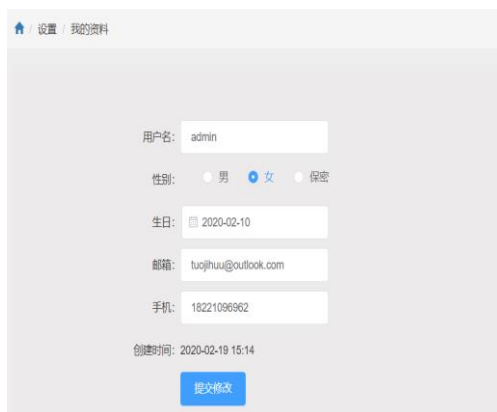 / 设置 / 我的资料
用户名: admin
性别: 男 女 保密
生日: 2020-02-10
邮箱: tuojihuu@outlook.com
手机: 18221096962
创建时间: 2020-02-19 15:14
提交修改